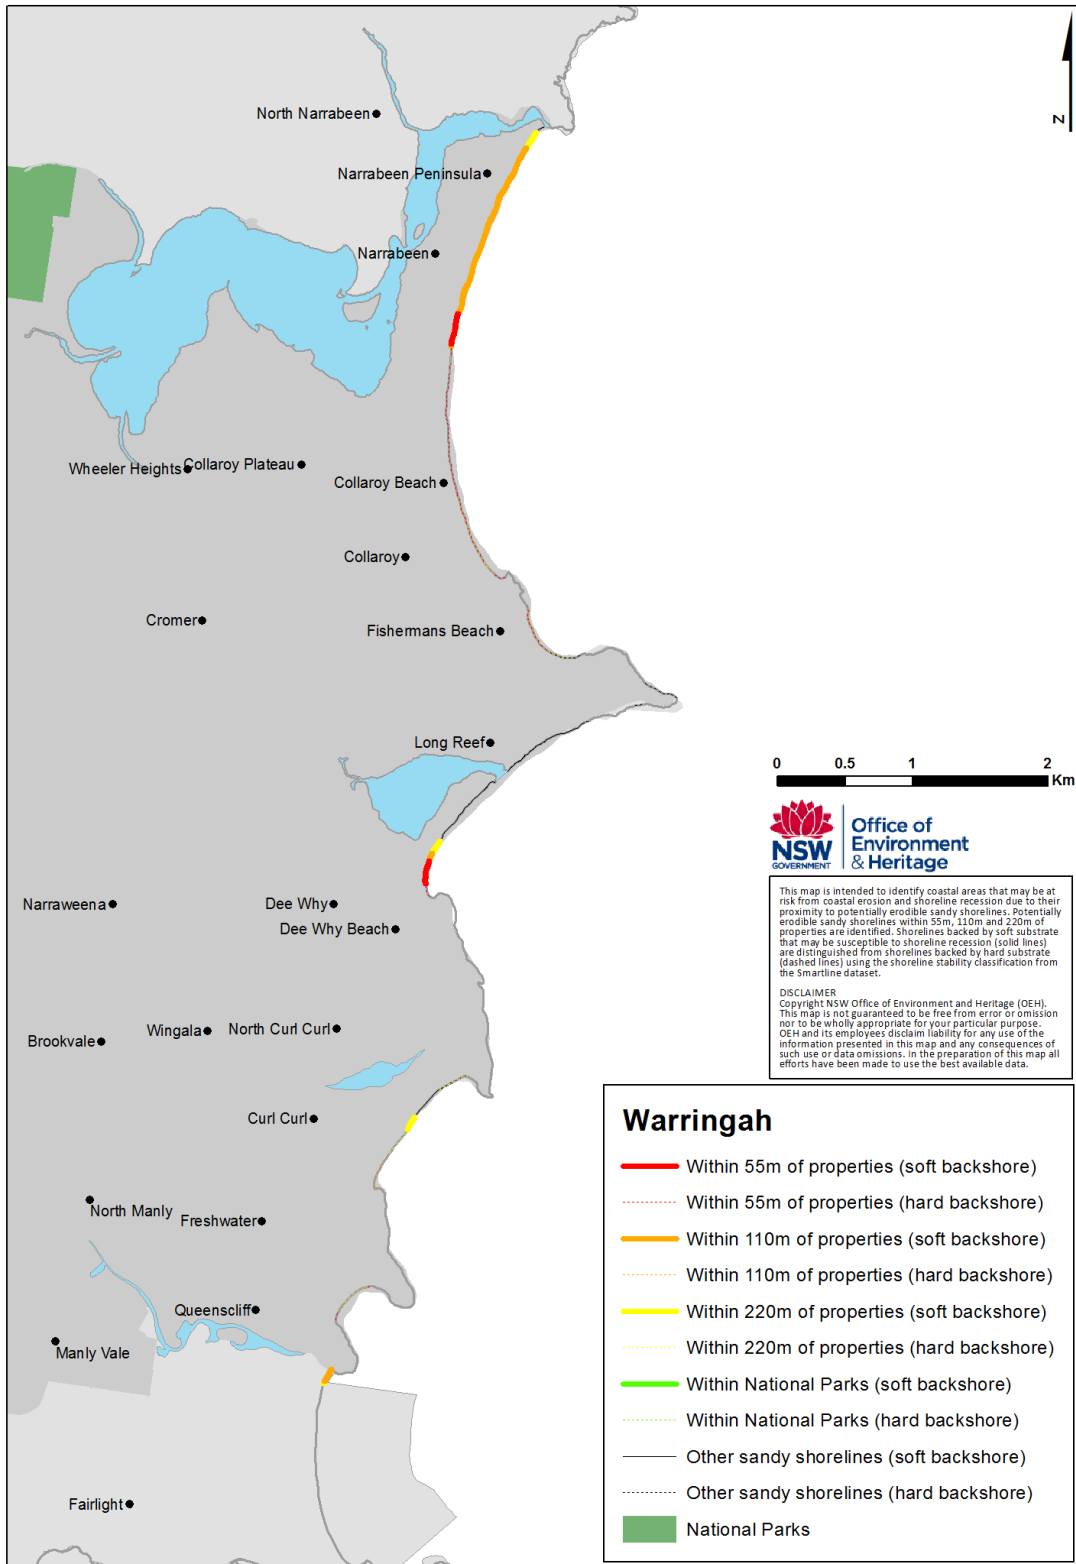 North Narrabeen
Z
Narrabeen Peninsula
Narrabeen
Wheeler Heights
Collaroy Plateau
Collaroy Beach
Collaroy
Cromer
Fishermans Beach
Long Reef
0 0.5 1 2
Km
NSW
GOVERNMENT
Office of
Environment
& Heritage
This map is intended to identify coastal areas that may be at
risk from coastal erosion and shoreline recession due to their
proximity to potentially erodible sandy shorelines. Potentially
erodible sandy shorelines within 55m, 110m and 220m of
properties are identified. Shorelines backed by soft substrate
that may be susceptible to shoreline recession (solid lines)
are distinguished from shorelines backed by hard substrate
(dashed lines) using the shoreline stability classification from
the Smartline dataset.
DISCLAIMER
Copyright NSW Office of Environment and Heritage (OEH).
This map is not guaranteed to be free from error or omission
nor to be wholly appropriate for your particular purpose.
OEH and its employees disclaim liability for any use of the
information presented in this map and any consequences of
such use or data omissions. In the preparation of this map all
efforts have been made to use the best available data.
Narraweena
Dee Why
Dee Why Beach
Brookvale
Wingala
North Curl Curl
Curl Curl
North Manly
Freshwater
Queenscliff
Manly Vale
Fairlight
Warringah
Within 55m of properties (soft backshore)
Within 55m of properties (hard backshore)
Within 110m of properties (soft backshore)
Within 110m of properties (hard backshore)
Within 220m of properties (soft backshore)
Within 220m of properties (hard backshore)
Within National Parks (soft backshore)
Within National Parks (hard backshore)
Other sandy shorelines (soft backshore)
Other sandy shorelines (hard backshore)
National Parks